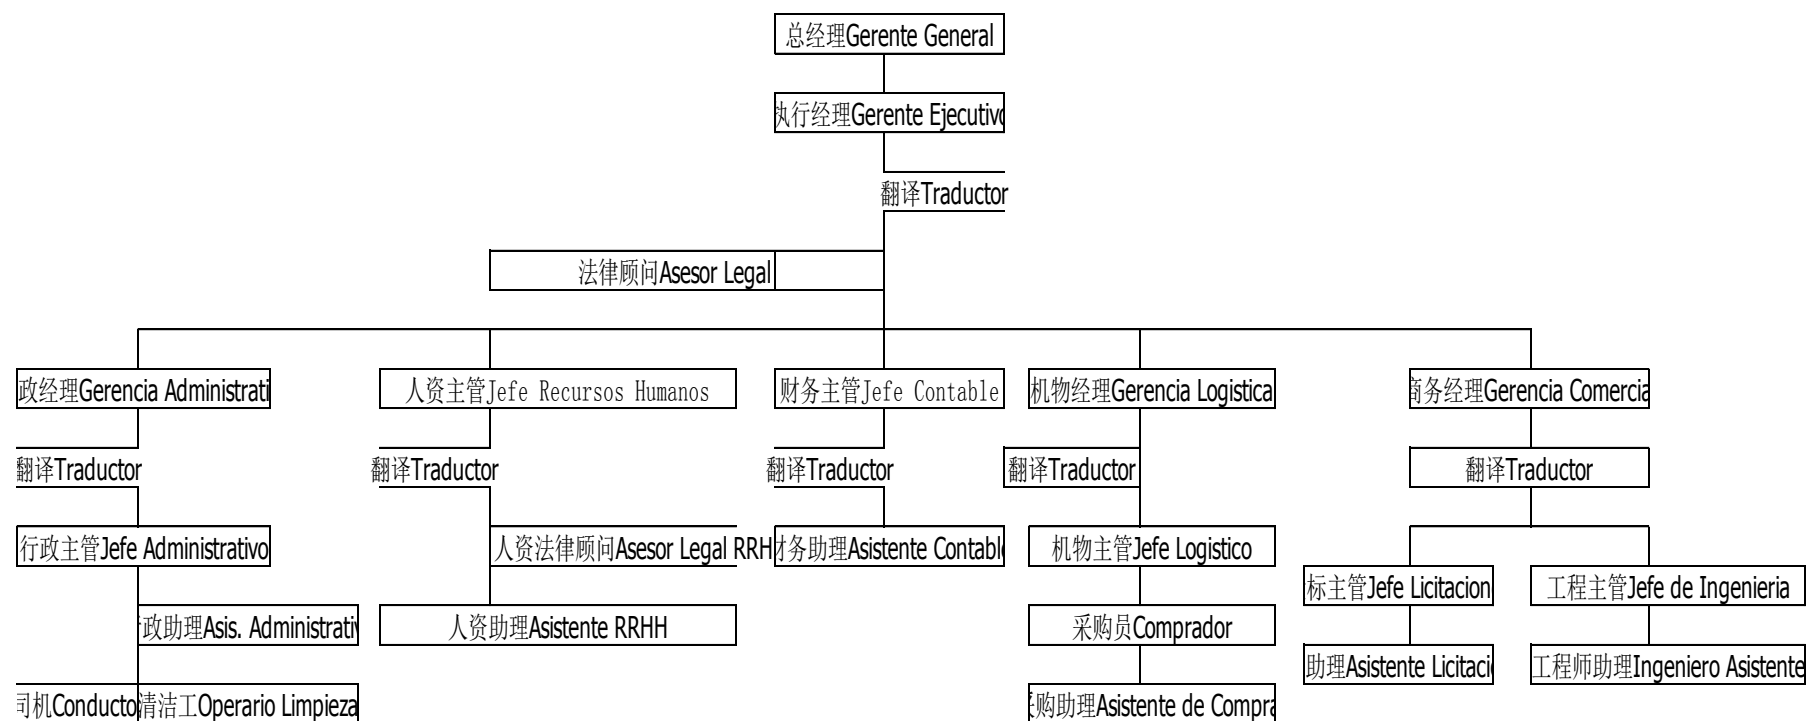 总经理Gerente General
执行经理Gerente Ejecutivo
翻译Traductor
法律顾问Asesor Legal
政经理Gerencia Administrati
人资主管Jefe Recursos Humanos
财务主管Jefe Contable
机物经理Gerencia Logistica
商务经理Gerencia Comercia
翻译Traductor
翻译Traductor
翻译Traductor
翻译Traductor
翻译Traductor
行政主管Jefe Administrativo
人资法律顾问Asesor Legal RRH
财务助理Asistente Contabl
机物主管Jefe Logistico
标主管Jefe Licitacion
工程主管Jefe de Ingenieria
政助理Asis. Administrativ
人资助理Asistente RRHH
采购员Comprador
助理Asistente Licitaci
工程师助理Ingeniero Asistente
司机Conducto
清洁工Operario Limpieza
采购助理Asistente de Compra